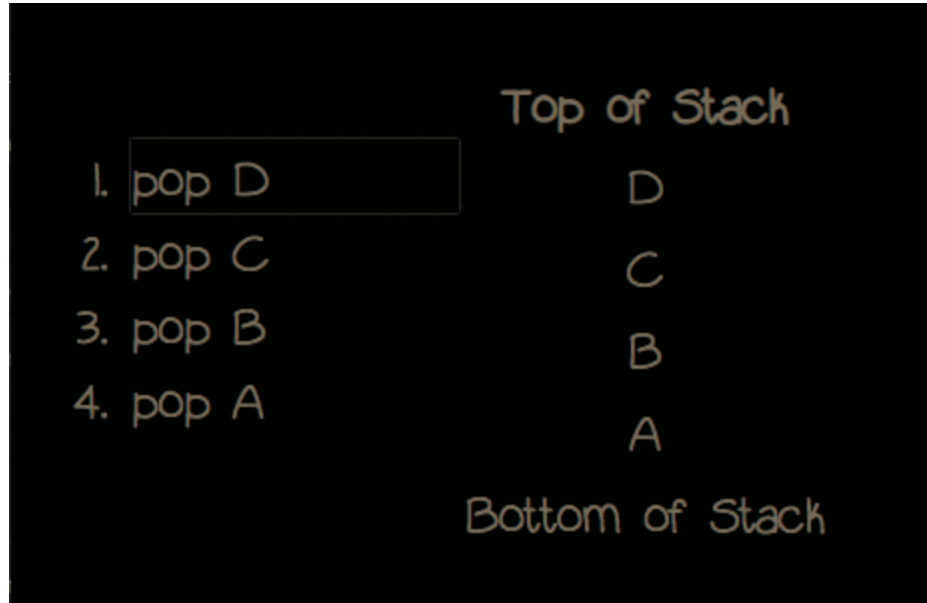 1. pop D
2. pop C
3. pop B
4. pop A
Top of Stack
D
C
B
A
Bottom of Stack